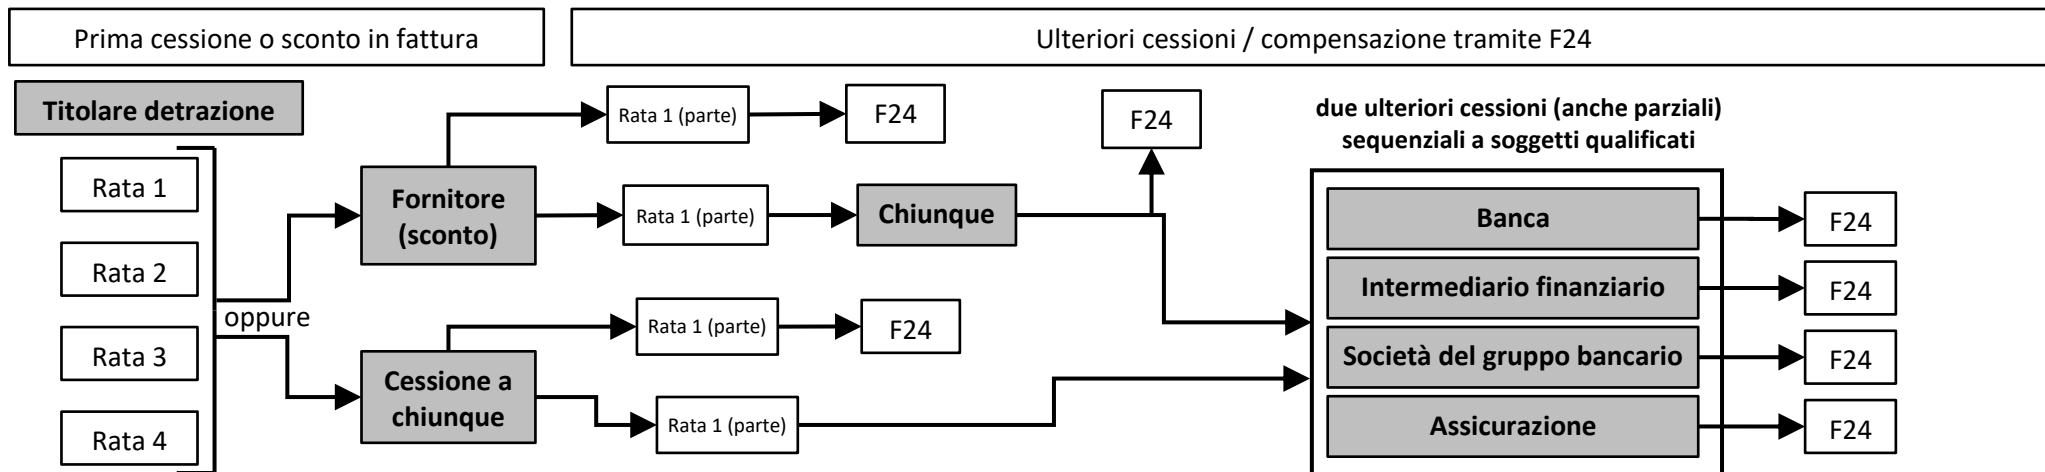 Prima cessione o sconto in fattura
Ulteriori cessioni / compensazione tramite F24
Titolare detrazione
Rata 1
Rata 2
Rata 3
Rata 4
oppure
Fornitore
(sconto)
Cessione a
chiunque
Rata 1 (parte)
F24
Rata 1 (parte)
Chiunque
F24
Rata 1 (parte)
F24
Rata 1 (parte)
due ulteriori cessioni (anche parziali)
sequenziali a soggetti qualificati
Banca
F24
Intermediario finanziario
F24
Società del gruppo bancario
F24
Assicurazione
F24